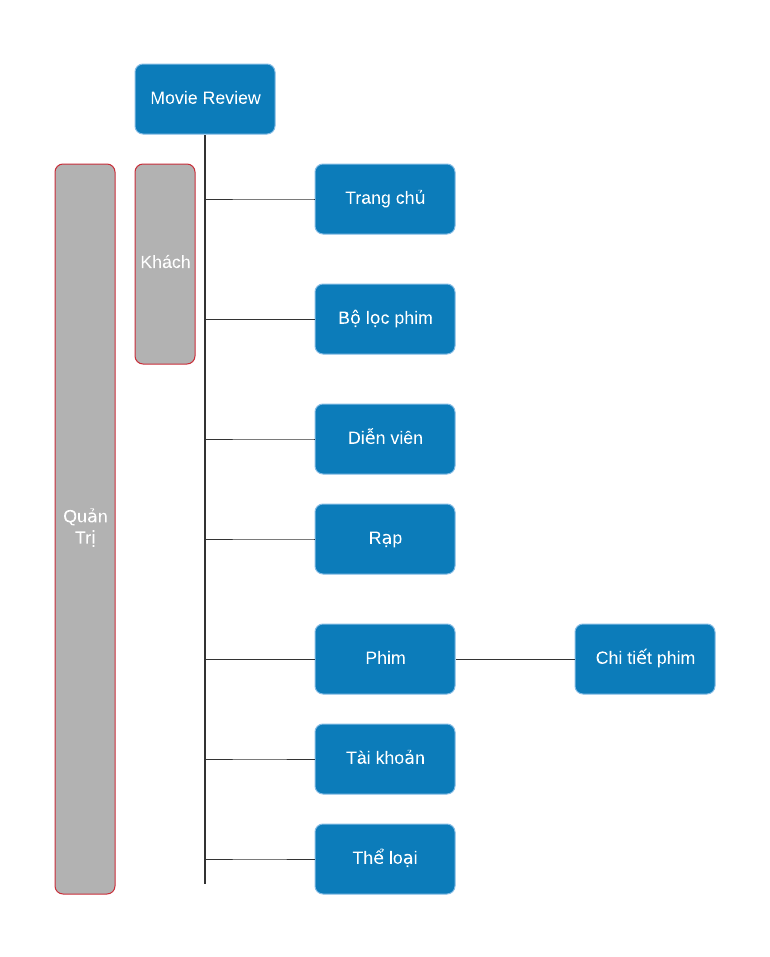 Movie Review
Trang chủ
Khách
Bộ lọc phim
Diễn viên
Quản
Trị
Rạp
Phim
Chi tiết phim
Tài khoản
Thể loại